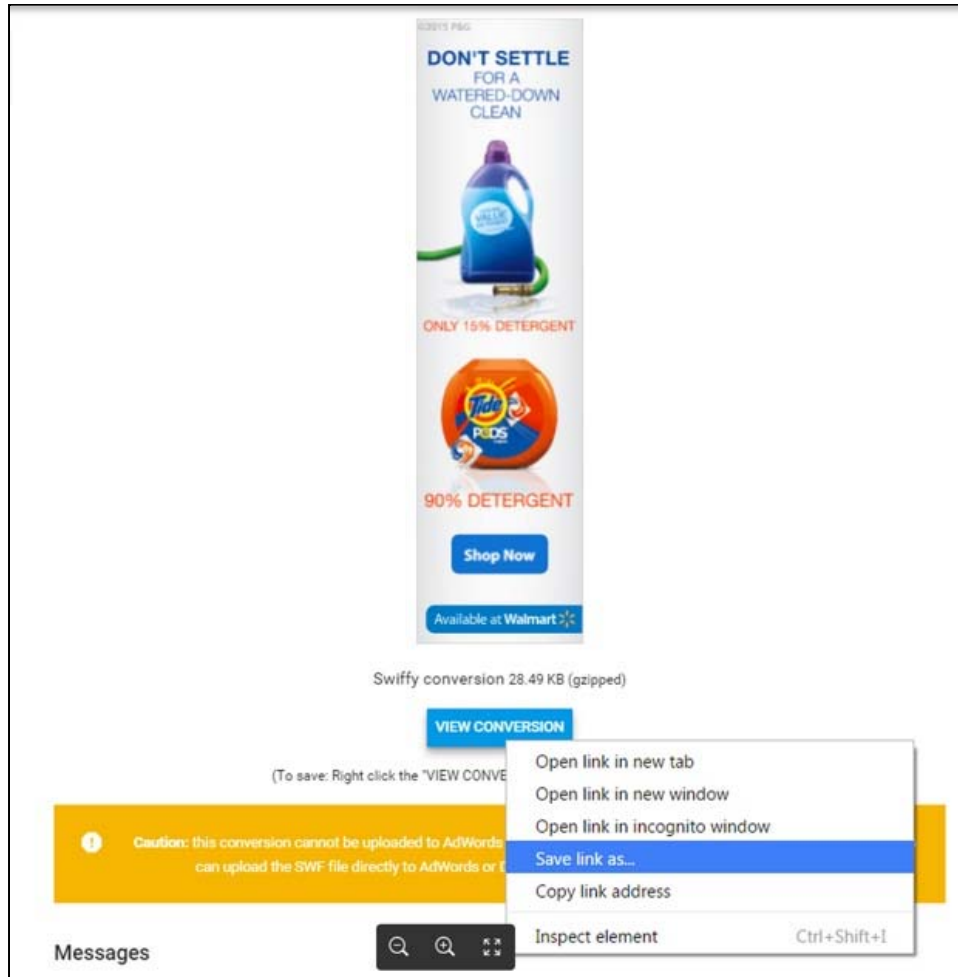 ©2015 P&G
DON'T SETTLE
FOR A
WATERED-DOWN
CLEAN
VALUE
ONLY 15% DETERGENT
Tide
PODS
90% DETERGENT
Shop Now
Available at Walmart
Swiffy conversion 28.49 KB (gzipped)
VIEW CONVERSION
(To save: Right click the "VIEW CONVE
Caution: this conversion cannot be uploaded to AdWords
can upload the SWF file directly to AdWords or
Open link in new tab
Open link in new window
Open link in incognito window
Save link as...
Copy link address
Inspect element Ctrl+Shift+I
Messages